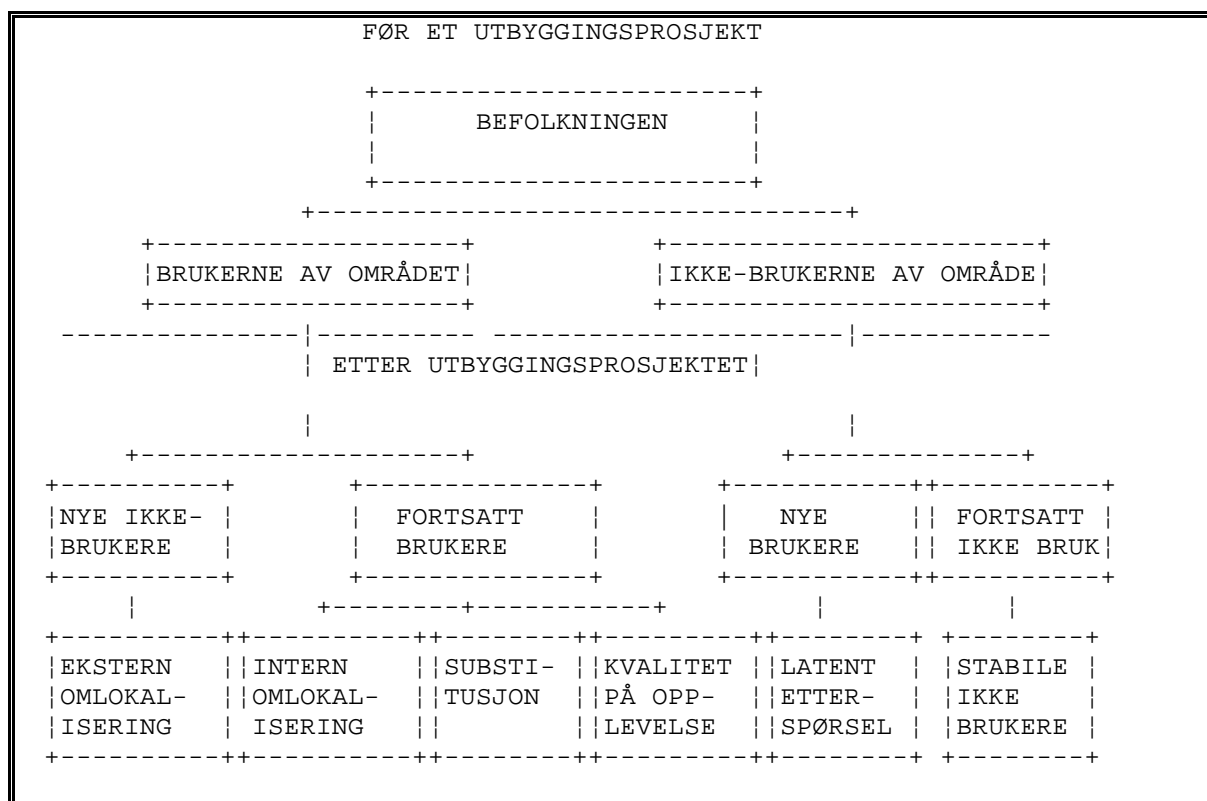 FØR ET UTBYGGINGSPROSJEKT
BEFOLKNINGEN
BRUKERNE AV OMRÅDET IKKE-BRUKERNE AV OMRÅDE
ETTER UTBYGGINGSPROSJEKTET
NYE IKKE- FORTSATT NYE FORTSATT
BRUKERE BRUKERE BRUKERE IKKE BRUK
EKSTERN INTERN SUBSTI- KVALITET LATENT STABILE
OMLOKAL- OMLOKAL- TUSJON PÅ OPP- ETTER- IKKE
ISERING ISERING LEVELSE SPØRSEL BRUKERE